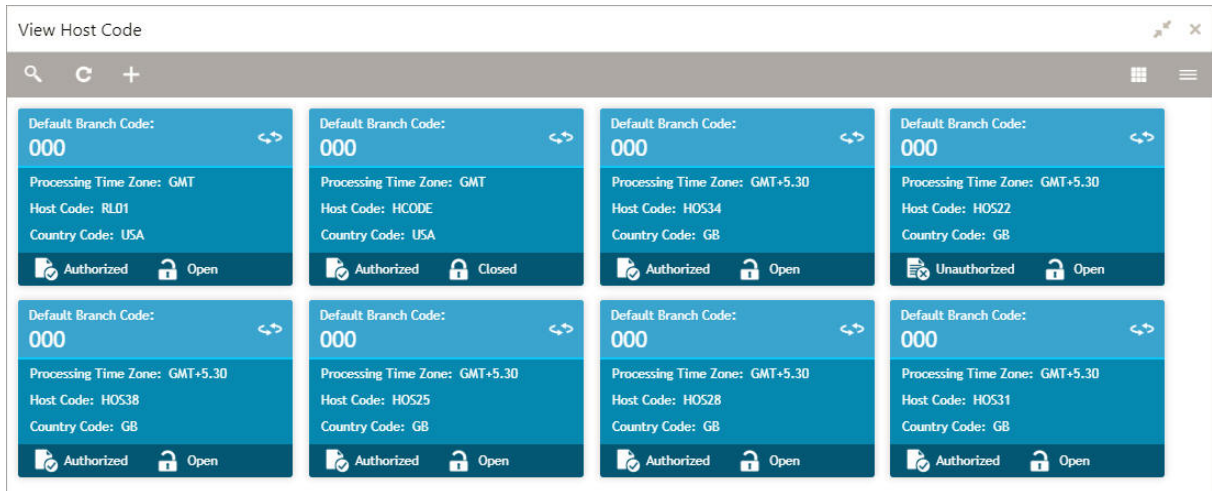 View Host Code
Default Branch Code:
000
Processing Time Zone: GMT
Host Code: RL01
Country Code: USA
Authorized Open
Default Branch Code:
000
Processing Time Zone: GMT
Host Code: HCODE
Country Code: USA
Authorized Closed
Default Branch Code:
000
Processing Time Zone: GMT+5.30
Host Code: HOS34
Country Code: GB
Authorized Open
Default Branch Code:
000
Processing Time Zone: GMT+5.30
Host Code: HOS22
Country Code: GB
Unauthorized Open
Default Branch Code:
000
Processing Time Zone: GMT+5.30
Host Code: HOS38
Country Code: GB
Authorized Open
Default Branch Code:
000
Processing Time Zone: GMT+5.30
Host Code: HOS25
Country Code: GB
Authorized Open
Default Branch Code:
000
Processing Time Zone: GMT+5.30
Host Code: HOS28
Country Code: GB
Authorized Open
Default Branch Code:
000
Processing Time Zone: GMT+5.30
Host Code: HOS31
Country Code: GB
Authorized Open